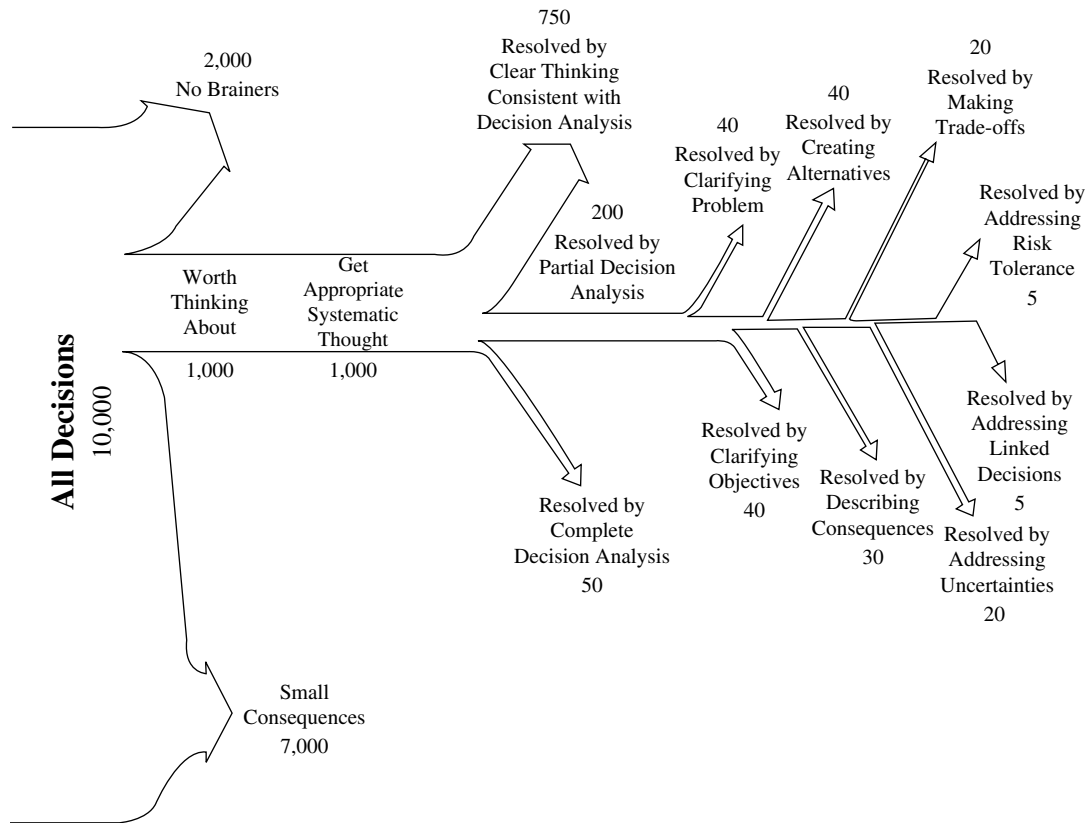 All Decisions
10,000
2,000
No Brainers
Worth
Thinking
About
1,000
Get
Appropriate
Systematic
Thought
1,000
Small
Consequences
7,000
750
Resolved by
Clear Thinking
Consistent with
Decision Analysis
200
Resolved by
Partial Decision
Analysis
Resolved by
Complete
Decision Analysis
50
40
Resolved by
Clarifying
Problem
40
Resolved by
Creating
Alternatives
20
Resolved by
Making
Trade-offs
Resolved by
Addressing
Risk
Tolerance
5
Resolved by
Clarifying
Objectives
40
Resolved by
Describing
Consequences
30
Resolved by
Addressing
Linked
Decisions
5
Resolved by
Addressing
Uncertainties
20